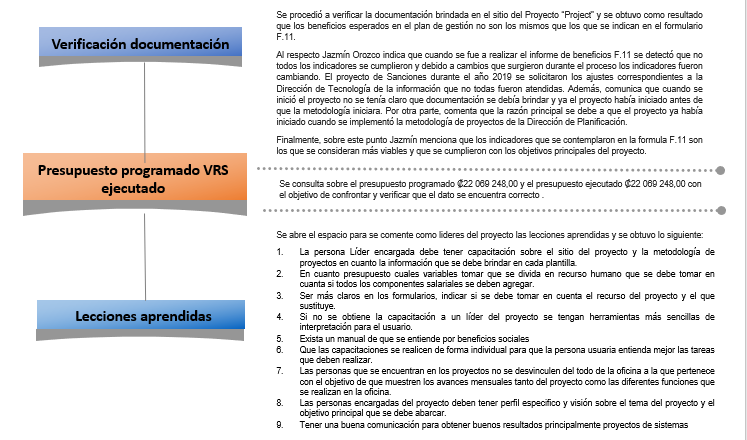 Verificación documentación
Se procedió a verificar la documentación brindada en el sitio del Proyecto "Project" y se obtuvo como resultado
que los beneficios esperados en el plan de gestión no son los mismos que los que se indican en el formulario
F.11.
Al respecto Jazmín Orozco indica que cuando se fue a realizar el informe de beneficios F.11 se detectó que no
todos los indicadores se cumplieron y debido a cambios que surgieron durante el proceso los indicadores fueron
cambiando. El proyecto de Sanciones durante el año 2019 se solicitaron los ajustes correspondientes a la
Dirección de Tecnología de la información que no todas fueron atendidas. Además, comunica que cuando se
inició el proyecto no se tenía claro que documentación se debía brindar y ya el proyecto había iniciado antes de
que la metodología iniciara. Por otra parte, comenta que la razón principal se debe a que el proyecto ya había
iniciado cuando se implementó la metodología de proyectos de la Dirección de Planificación.
Finalmente, sobre este punto Jazmín menciona que los indicadores que se contemplaron en la formula F.11 son
los que se consideran más viables y que se cumplieron con los objetivos principales del proyecto.
Presupuesto programado VRS
ejecutado
Se consulta sobre el presupuesto programado ₡22 069 248,00 y el presupuesto ejecutado ₡22 069 248,00 con
el objetivo de confrontar y verificar que el dato se encuentra correcto .
Lecciones aprendidas
Se abre el espacio para se comente como lideres del proyecto las lecciones aprendidas y se obtuvo lo siguiente:
1. La persona Líder encargada debe tener capacitación sobre el sitio del proyecto y la metodología de
proyectos en cuanto la información que se debe brindar en cada plantilla.
2. En cuanto presupuesto cuales variables tomar que se divida en recurso humano que se debe tomar en
cuanta si todos los componentes salariales se deben agregar.
3. Ser más claros en los formularios, indicar si se debe tomar en cuenta el recurso del proyecto y el que
sustituye.
4. Si no se obtiene la capacitación a un líder del proyecto se tengan herramientas más sencillas de
interpretación para el usuario.
5. Exista un manual de que se entiende por beneficios sociales
6. Que las capacitaciones se realicen de forma individual para que la persona usuaria entienda mejor las tareas
que deben realizar.
7. Las personas que se encuentran en los proyectos no se desvinculen del todo de la oficina a la que pertenece
con el objetivo de que muestren los avances mensuales tanto del proyecto como las diferentes funciones que
se realizan en la oficina.
8. Las personas encargadas del proyecto deben tener perfil especifico y visión sobre el tema del proyecto y el
objetivo principal que se debe abarcar.
9. Tener una buena comunicación para obtener buenos resultados principalmente proyectos de sistemas